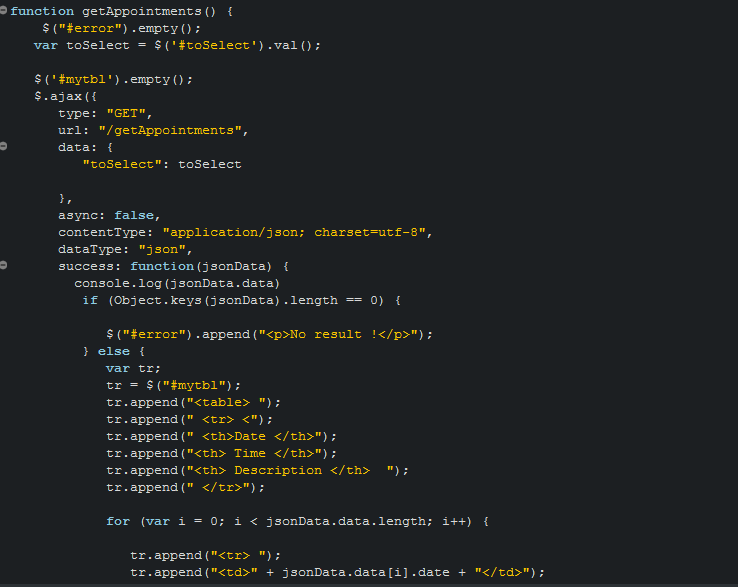 function getAppointments() {
$("#error").empty();
var toSelect = $('#toSelect').val();
$('#mytbl').empty();
$.ajax({
type: "GET",
url: "/getAppointments",
data: {
"toSelect": toSelect
},
async: false,
contentType: "application/json; charset=utf-8",
dataType: "json",
success: function(jsonData) {
console.log(jsonData.data)
if (Object.keys(jsonData).length == 0) {
$("#error").append("<p>No result !</p>");
} else {
var tr;
tr = $("#mytbl");
tr.append("<table> ");
tr.append(" <tr> <");
tr.append(" <th>Date </th>");
tr.append("<th> Time </th>");
tr.append("<th> Description </th>  ");
tr.append(" </tr>");
for (var i = 0; i < jsonData.data.length; i++) {
tr.append("<tr> ");
tr.append("<td>" + jsonData.data[i].date + "</td>");